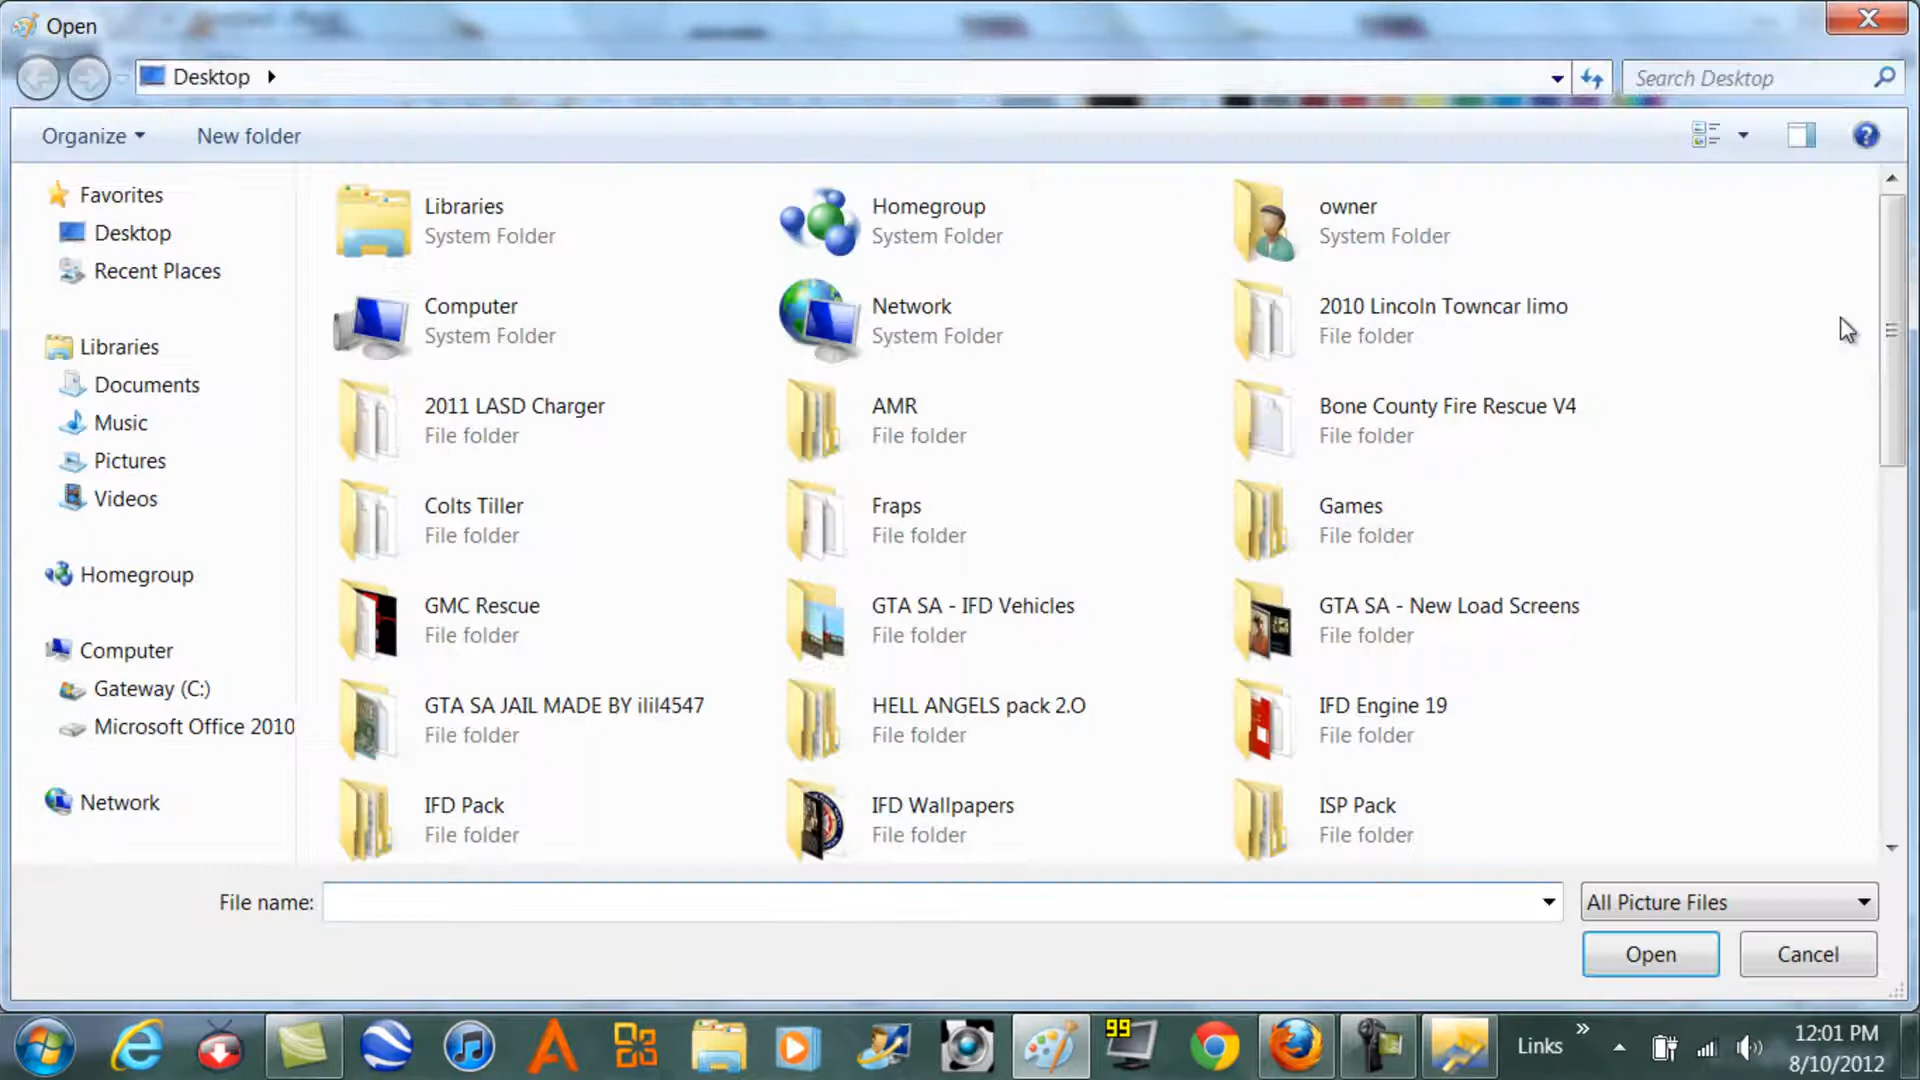 Open
Desktop
Search Desktop
Organize
New folder
Favorites
Desktop
Recent Places
Libraries
Documents
Music
Pictures
Videos
Homegroup
Computer
Gateway (C:)
Microsoft Office 2010
Network
Libraries
System Folder
Homegroup
System Folder
owner
System Folder
Computer
System Folder
Network
System Folder
2010 Lincoln Towncar limo
File folder
2011 LASD Charger
File folder
AMR
File folder
Bone County Fire Rescue V4
File folder
Colts Tiller
File folder
Fraps
File folder
Games
File folder
GMC Rescue
File folder
GTA SA - IFD Vehicles
File folder
GTA SA - New Load Screens
File folder
GTA SA JAIL MADE BY ilil4547
File folder
HELL ANGELS pack 2.O
File folder
IFD Engine 19
File folder
IFD Pack
File folder
IFD Wallpapers
File folder
ISP Pack
File folder
File name:
All Picture Files
Open
Cancel
99
Links
12:01 PM
8/10/2012